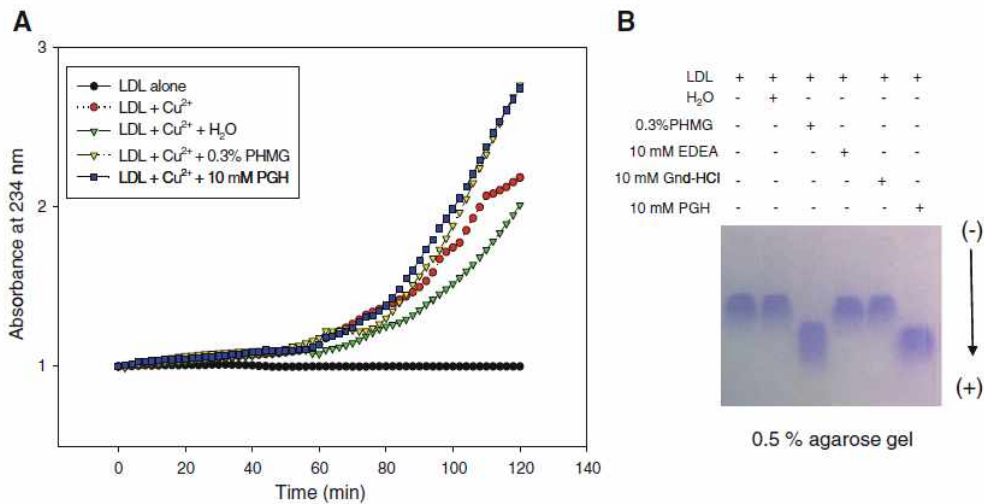 A
3
2
1
Absorbance at 234 nm
LDL alone
LDL + Cu²⁺
LDL + Cu²⁺ + H₂O
LDL + Cu²⁺ + 0.3% PHMG
LDL + Cu²⁺ + 10 mM PGH
0 20 40 60 80 100 120 140
Time (min)
B
LDL + + + + + +
H₂O - + - - - -
0.3%PHMG - - + - - -
10 mM EDEA - - - + - -
10 mM Gnd-HCl - - - - + -
10 mM PGH - - - - - +
(-)
(+)
0.5 % agarose gel